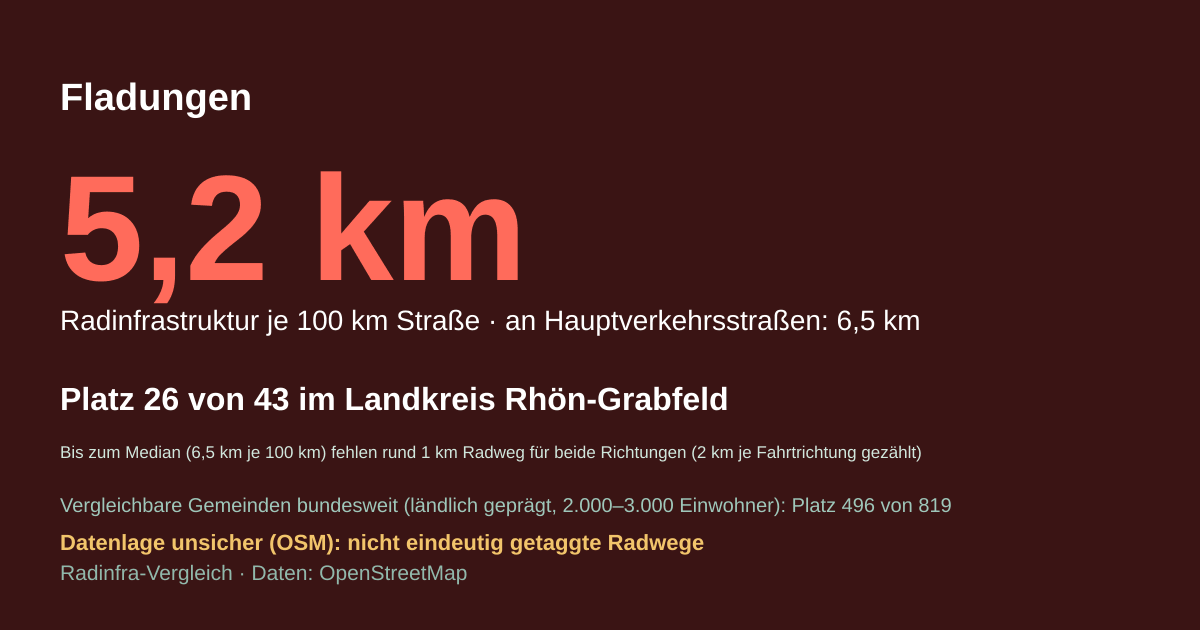 Fladungen
5,2 km
Radinfrastruktur je 100 km Straße · an Hauptverkehrsstraßen: 6,5 km
Platz 26 von 43 im Landkreis Rhön-Grabfeld
Bis zum Median (6,5 km je 100 km) fehlen rund 1 km Radweg für beide Richtungen (2 km je Fahrtrichtung gezählt)
Vergleichbare Gemeinden bundesweit (ländlich geprägt, 2.000–3.000 Einwohner): Platz 496 von 819
Datenlage unsicher (OSM): nicht eindeutig getaggte Radwege
Radinfra-Vergleich · Daten: OpenStreetMap